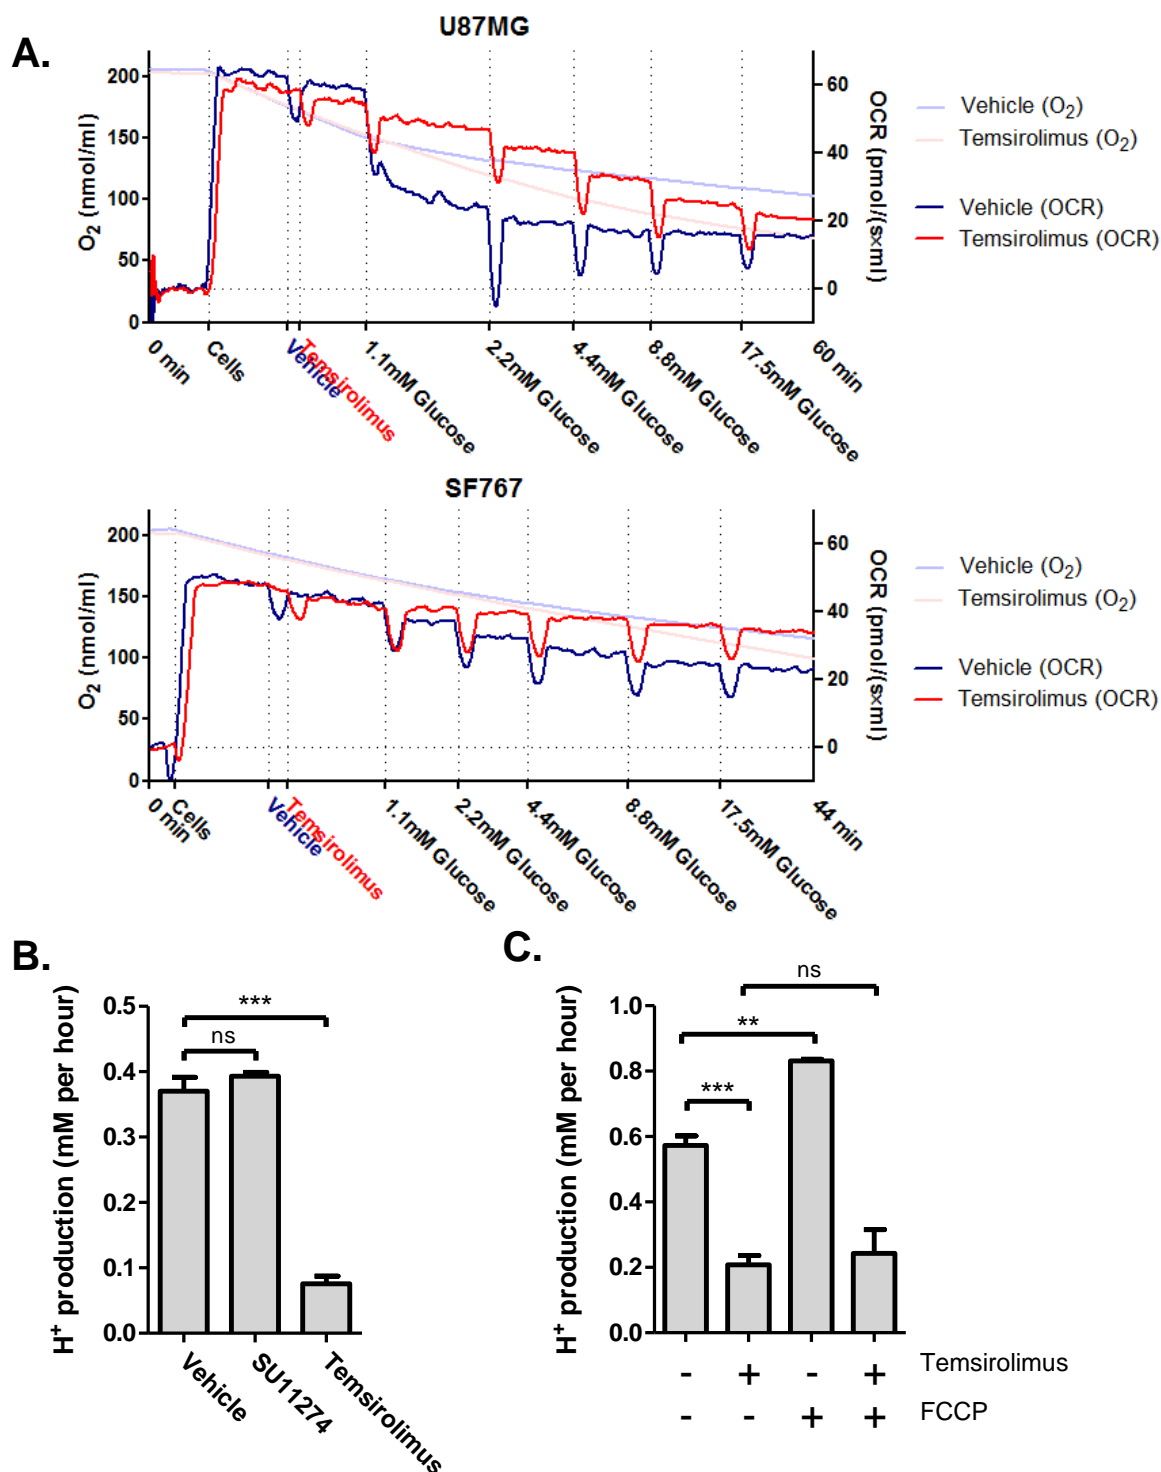 A.
U87MG
O2 (nmol/ml)
200
150
100
50
0
60
40
20
0
OCR (pmol/(s×ml)
Vehicle (O2)
Temsirolimus (O2)
Vehicle (OCR)
Temsirolimus (OCR)
0 min
Cells
Vehicle
Temsirolimus
1.1mM Glucose
2.2mM Glucose
4.4mM Glucose
8.8mM Glucose
17.5mM Glucose
60 min
SF767
O2 (nmol/ml)
200
150
100
50
0
60
40
20
0
OCR (pmol/(s×ml)
Vehicle (O2)
Temsirolimus (O2)
Vehicle (OCR)
Temsirolimus (OCR)
0 min
Cells
Vehicle
Temsirolimus
1.1mM Glucose
2.2mM Glucose
4.4mM Glucose
8.8mM Glucose
17.5mM Glucose
44 min
B.
H+ production (mM per hour)
0.5
0.4
0.3
0.2
0.1
0.0
***
ns
Vehicle
SU11274
Temsirolimus
C.
H+ production (mM per hour)
1.0
0.8
0.6
0.4
0.2
0.0
ns
**
***
- + - + Temsirolimus
- - + + FCCP